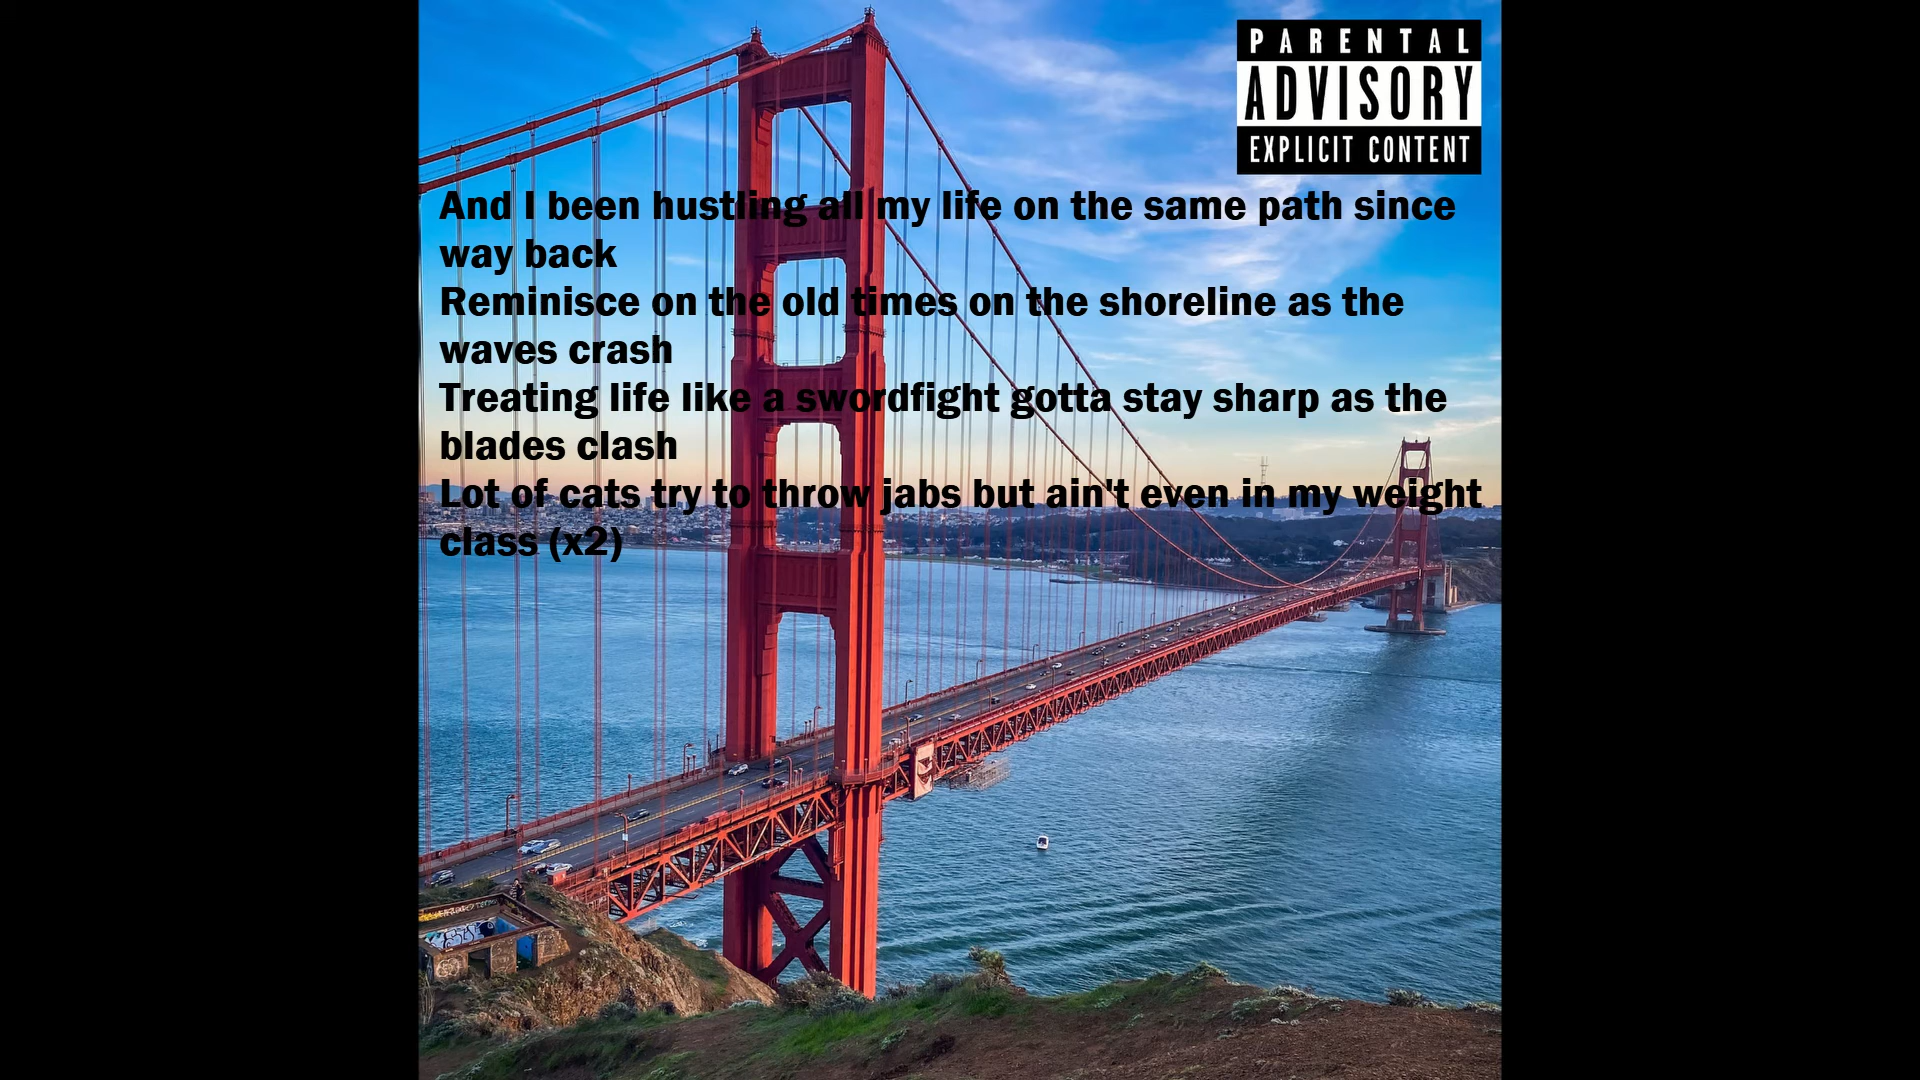 PARENTAL
ADVISORY
EXPLICIT CONTENT
And I been hustling all my life on the same path since
way back
Reminisce on the old times on the shoreline as the
waves crash
Treating life like a swordfight gotta stay sharp as the
blades clash
Lot of cats try to throw jabs but ain't even in my weight
class (x2)